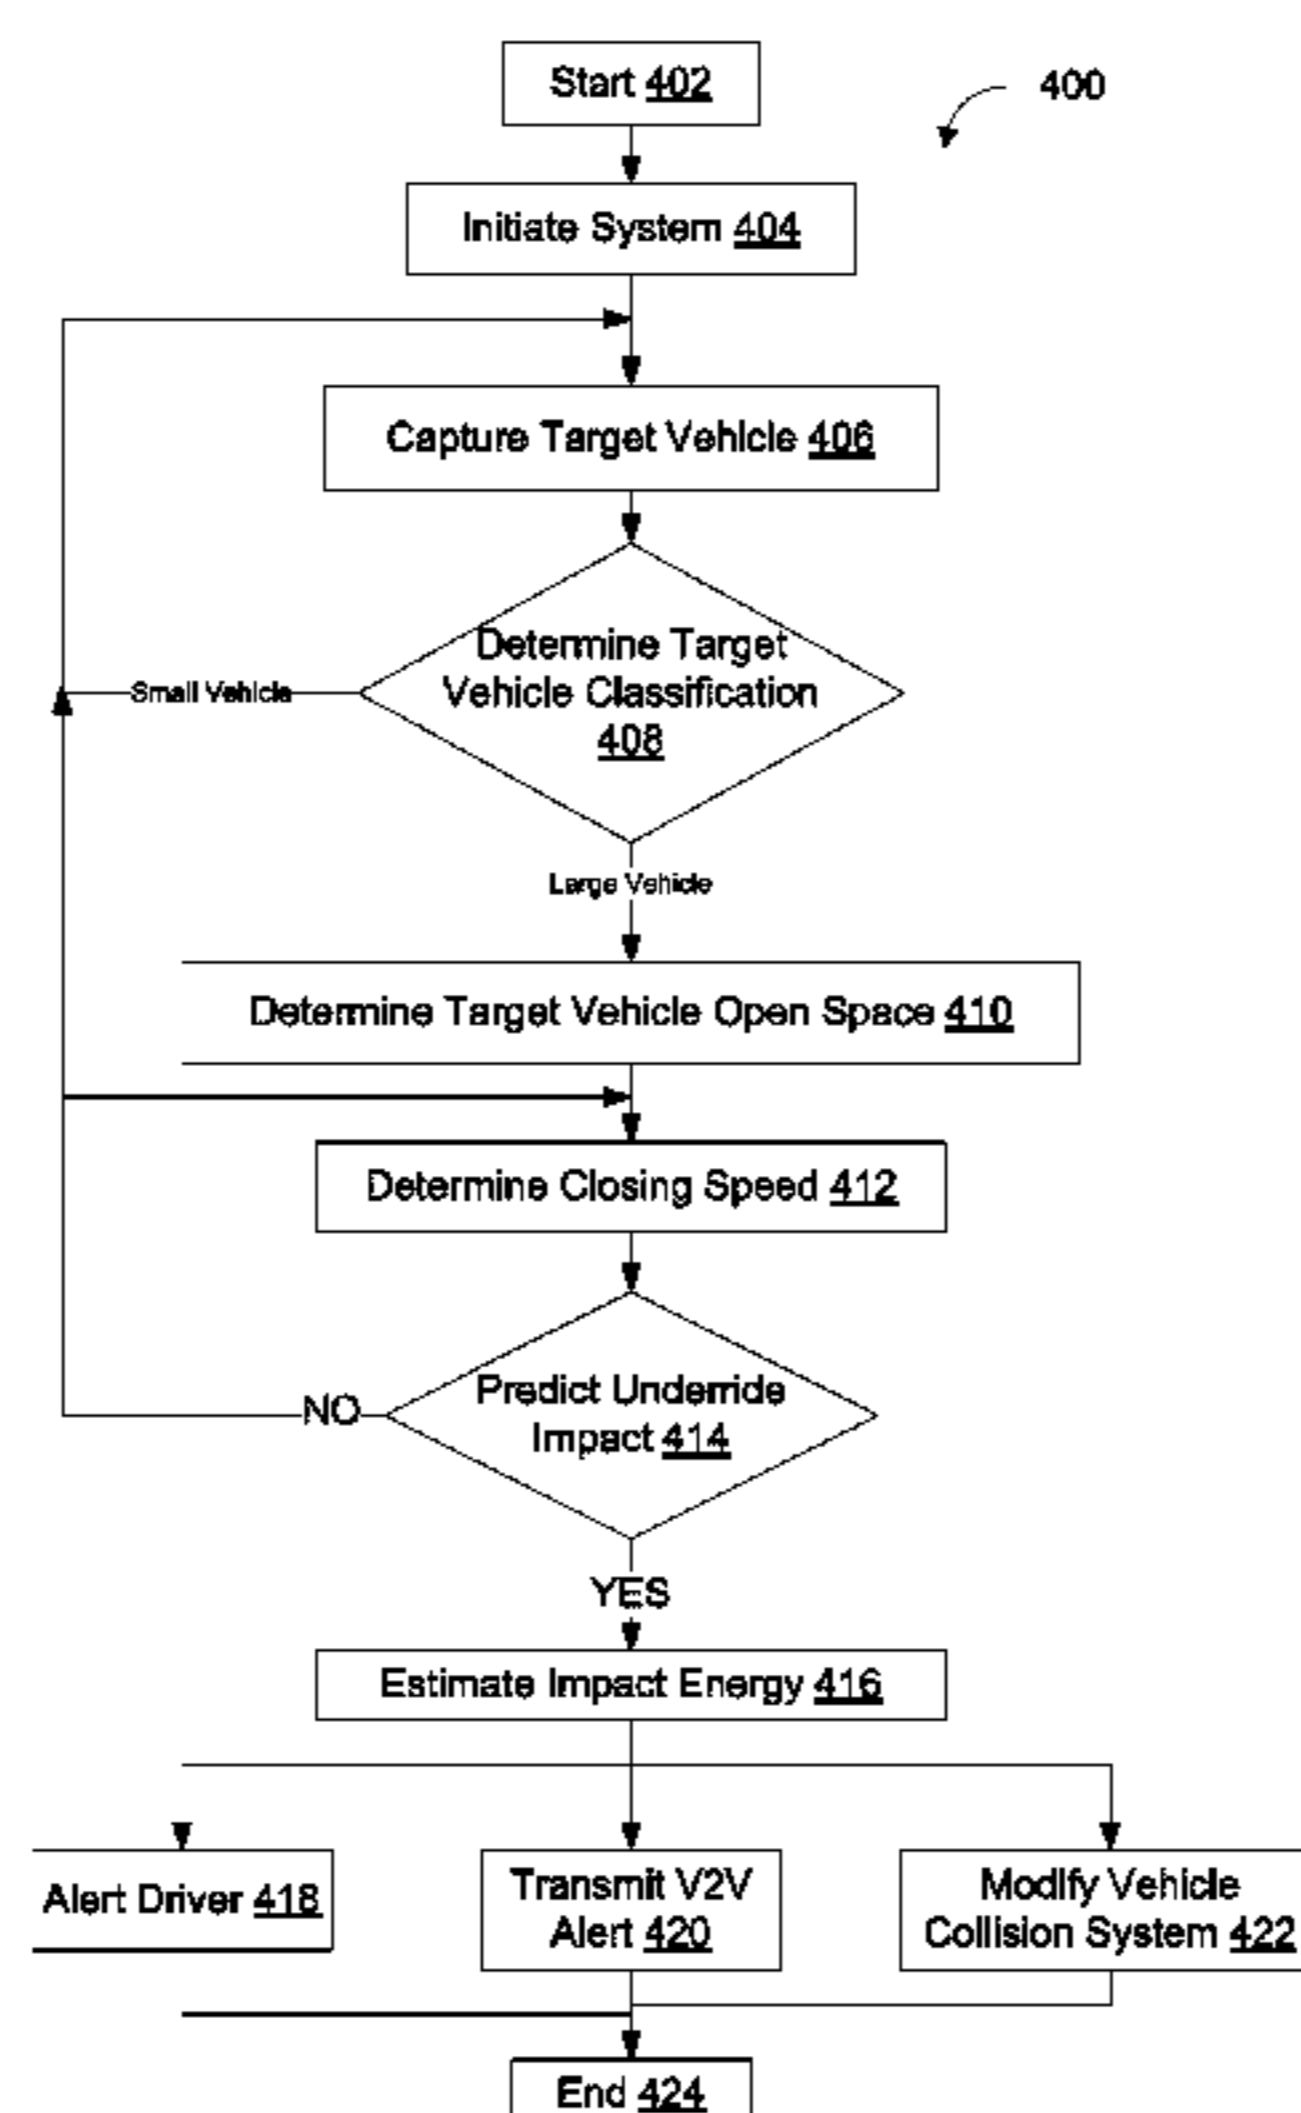 Start 402
400
Initiate System 404
Capture Target Vehicle 406
Determine Target
Vehicle Classification
408
Small Vehicle
Large Vehicle
Determine Target Vehicle Open Space 410
Determine Closing Speed 412
Predict Underride
Impact 414
NO
YES
Estimate Impact Energy 416
Alert Driver 418
Transmit V2V
Alert 420
Modify Vehicle
Collision System 422
End 424